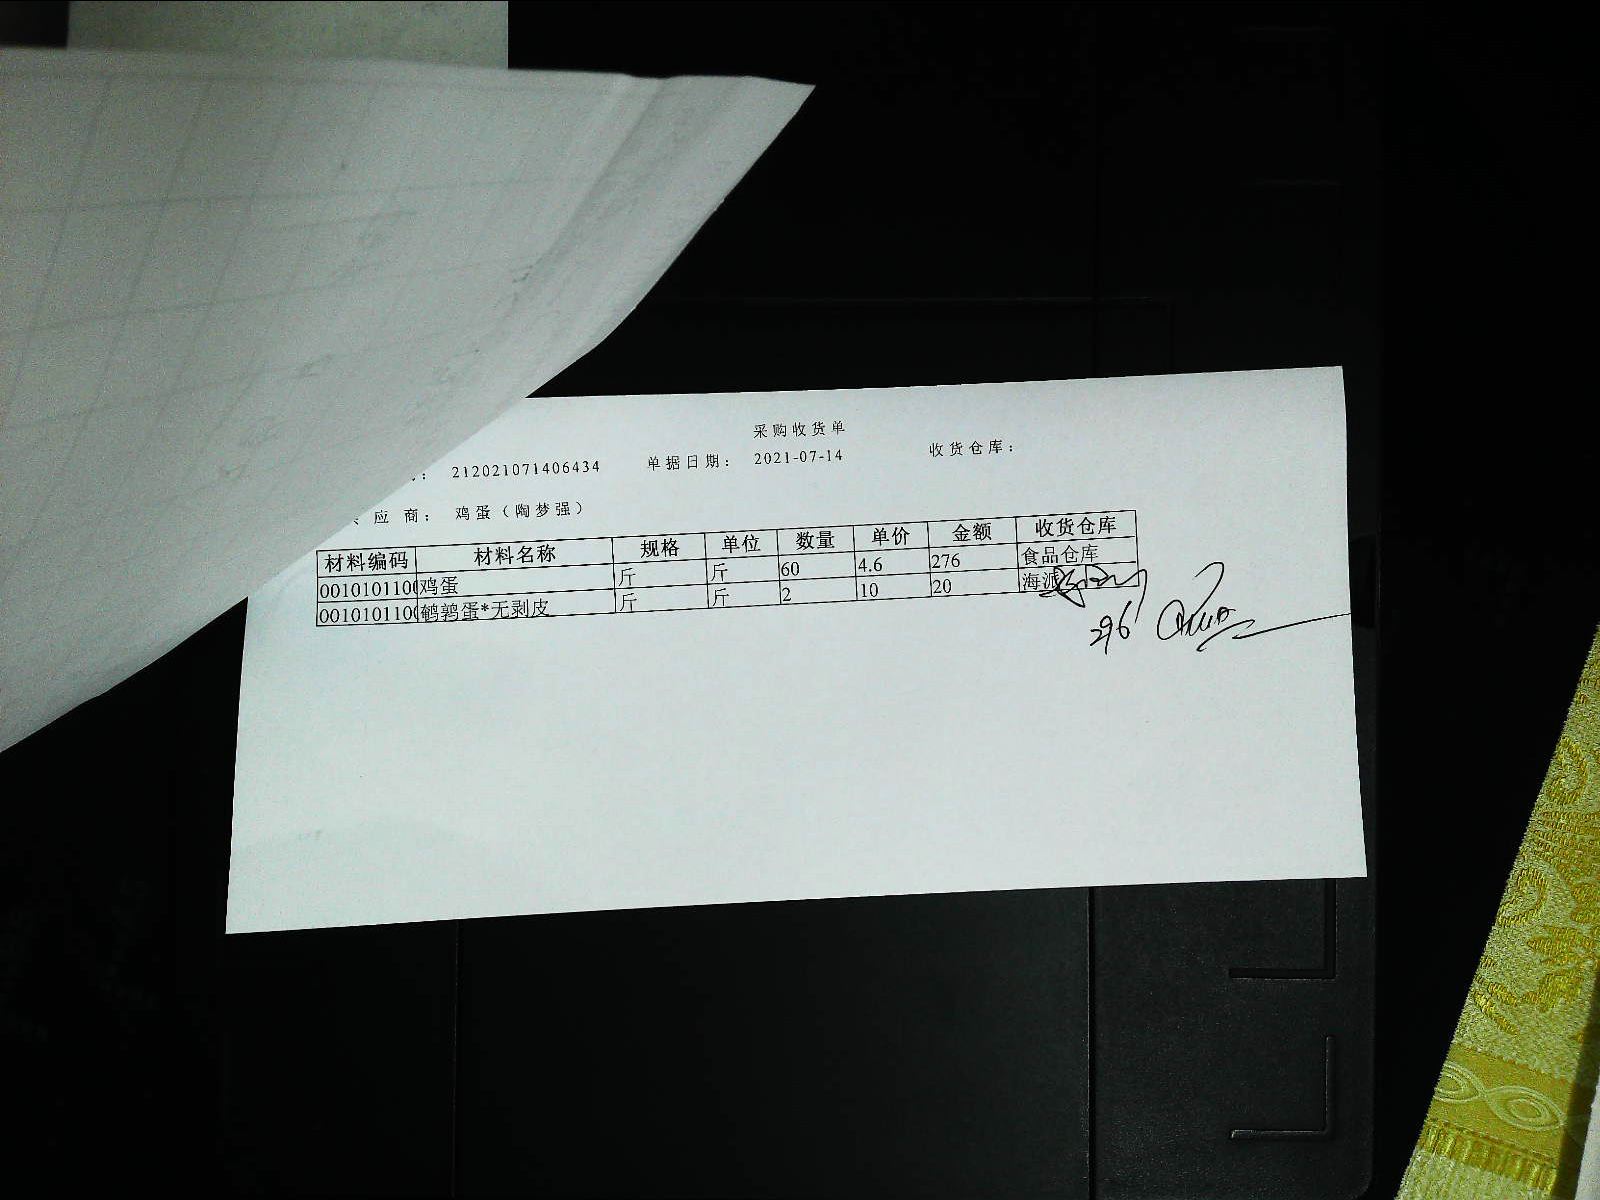 采购收货单
: 212021071406434 单据日期: 2021-07-14 收货仓库:
应商: 鸡蛋(陶梦强)
材料编码 材料名称 规格 单位 数量 单价 金额 收货仓库
0010101100 鸡蛋 斤 斤 60 4.6 276 食品仓库
0010101100 鹌鹑蛋*无剥皮 斤 斤 2 10 20 海派
296